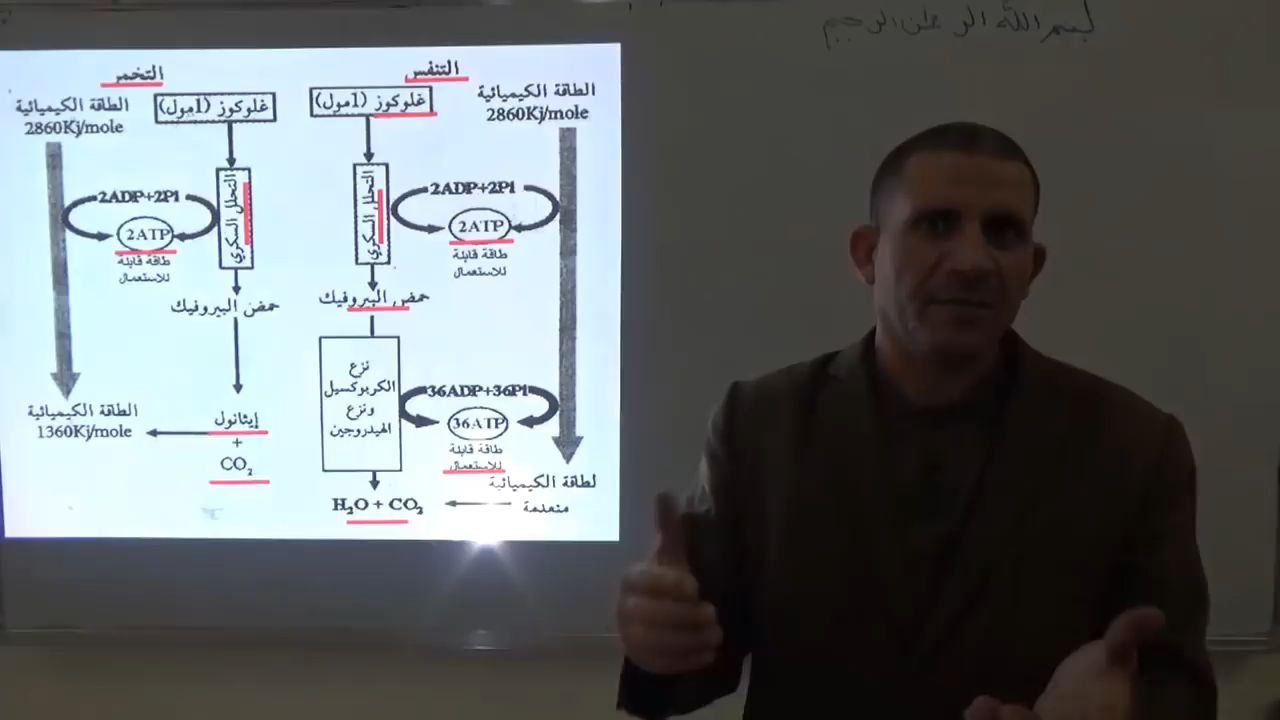 بسم الله الرحمن الرحيم
التنفس
الطاقة الكيميائية
2860Kj/mole
غلوكوز (1مول)
التحلل السكري
2ADP+2Pi
2ATP
طاقة قابلة
للاستعمال
حمض البيروفيك
نزع
الكربوكسيل
ونزع
الهيدروجين
36ADP+36Pi
36ATP
طاقة قابلة
للاستعمال
لطاقة الكيميائية
منعدمة
H₂O + CO₂
التخمر
غلوكوز (1مول)
الطاقة الكيميائية
2860Kj/mole
التحلل السكري
2ADP+2Pi
2ATP
طاقة قابلة
للاستعمال
حمض البيروفيك
إيثانول
+
CO₂
الطاقة الكيميائية
1360Kj/mole